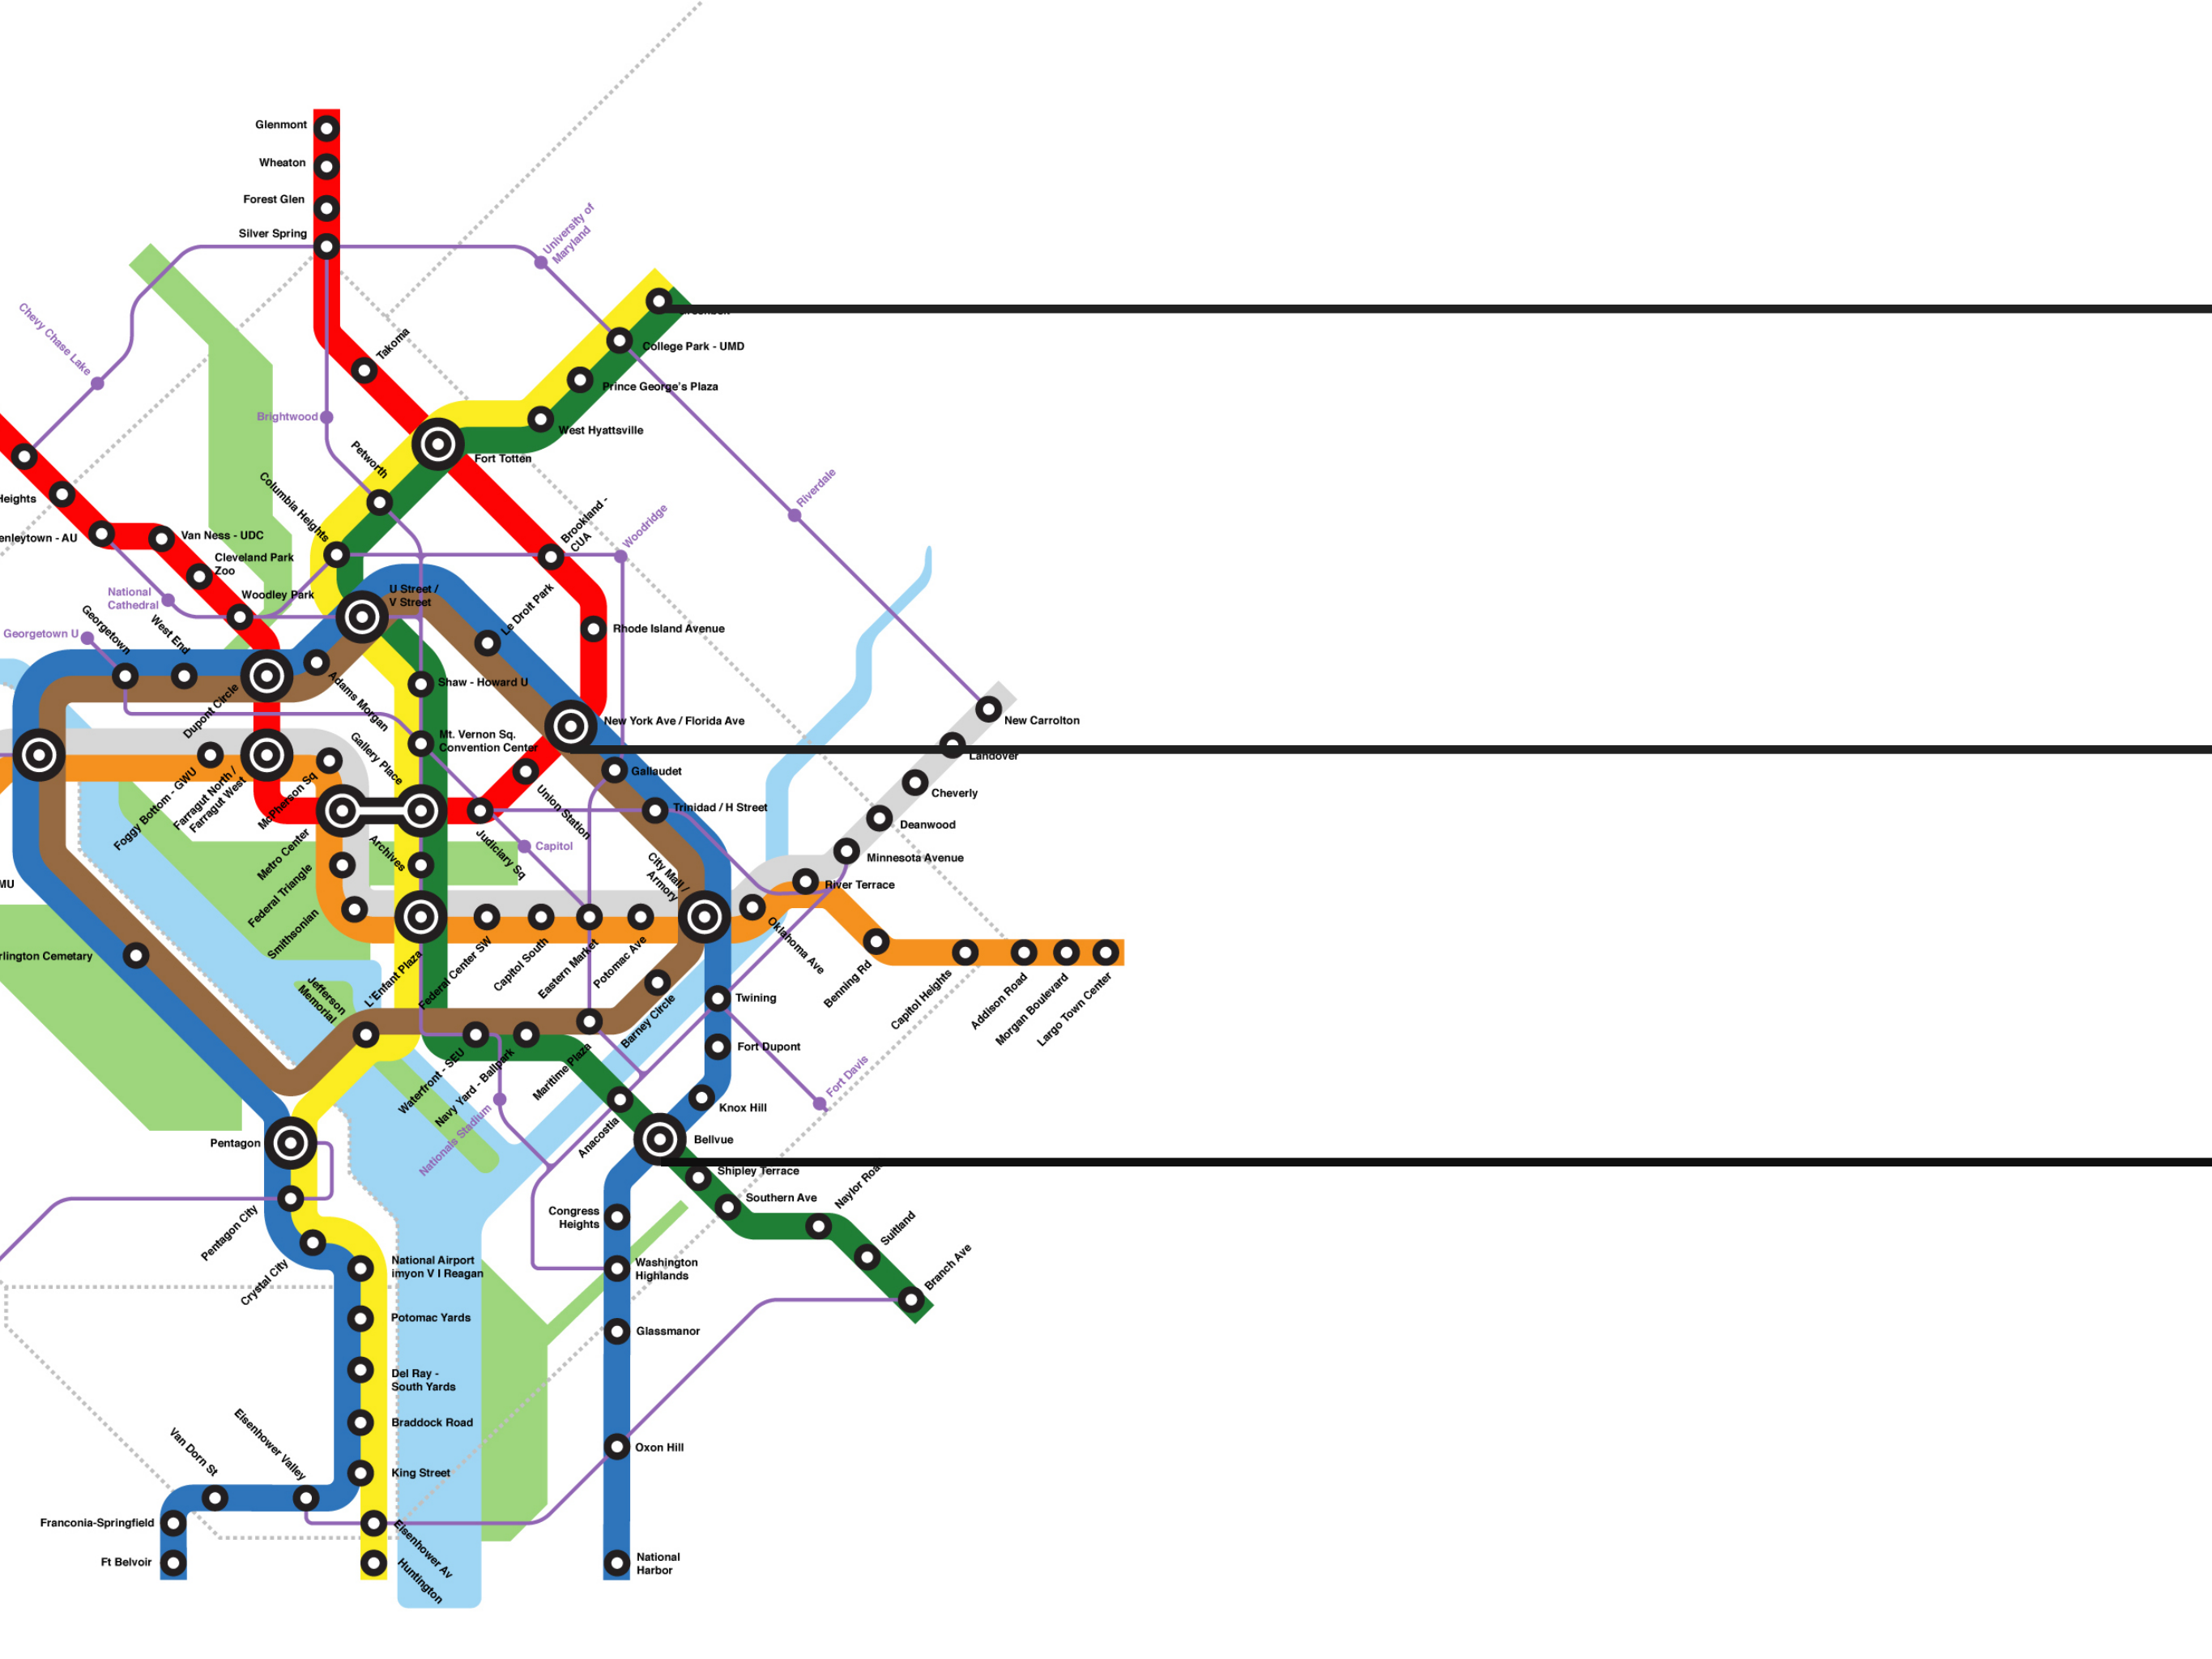 Glenmont
Wheaton
Forest Glen
Silver Spring
University of
Maryland
Chevy Chase Lake
Takoma
College Park - UMD
Prince George's Plaza
Brightwood
West Hyattsville
Petworth
Fort Totten
Columbia Heights
Heights
Riverdale
Brookland -
CUA
Woodridge
enleytown - AU
Van Ness - UDC
Cleveland Park
Zoo
National
Cathedral
Woodley Park
U Street /
V Street
Le Droit Park
Georgetown U
Georgetown
West End
Rhode Island Avenue
Adams Morgan
Shaw - Howard U
Dupont Circle
New York Ave / Florida Ave
New Carrolton
Mt. Vernon Sq.
Convention Center
Gallery Place
Landover
Foggy Bottom - GWU
Farragut North /
Farragut West
McPherson Sq
Gallaudet
Union Station
Cheverly
Trinidad / H Street
Deanwood
Metro Center
Archives
Judiciary Sq
Capitol
Minnesota Avenue
City Mall /
Armory
River Terrace
MU
Federal Triangle
Smithsonian
rlington Cemetary
L'Enfant Plaza
Federal Center SW
Capitol South
Eastern Market
Potomac Ave
Oklahoma Ave
Benning Rd
Capitol Heights
Addison Road
Morgan Boulevard
Largo Town Center
Jefferson
Memorial
Barney Circle
Twining
Waterfront - SEU
Navy Yard - Ballpark
Maritime Plaza
Fort Dupont
Fort Davis
Nationals Stadium
Knox Hill
Anacostia
Pentagon
Bellvue
Shipley Terrace
Southern Ave
Naylor Road
Suitland
Branch Ave
Pentagon City
Congress
Heights
Crystal City
National Airport
imyon V I Reagan
Washington
Highlands
Potomac Yards
Glassmanor
Del Ray -
South Yards
Braddock Road
Oxon Hill
Eisenhower Valley
Van Dorn St
King Street
Franconia-Springfield
Eisenhower Av
Ft Belvoir
Huntington
National
Harbor